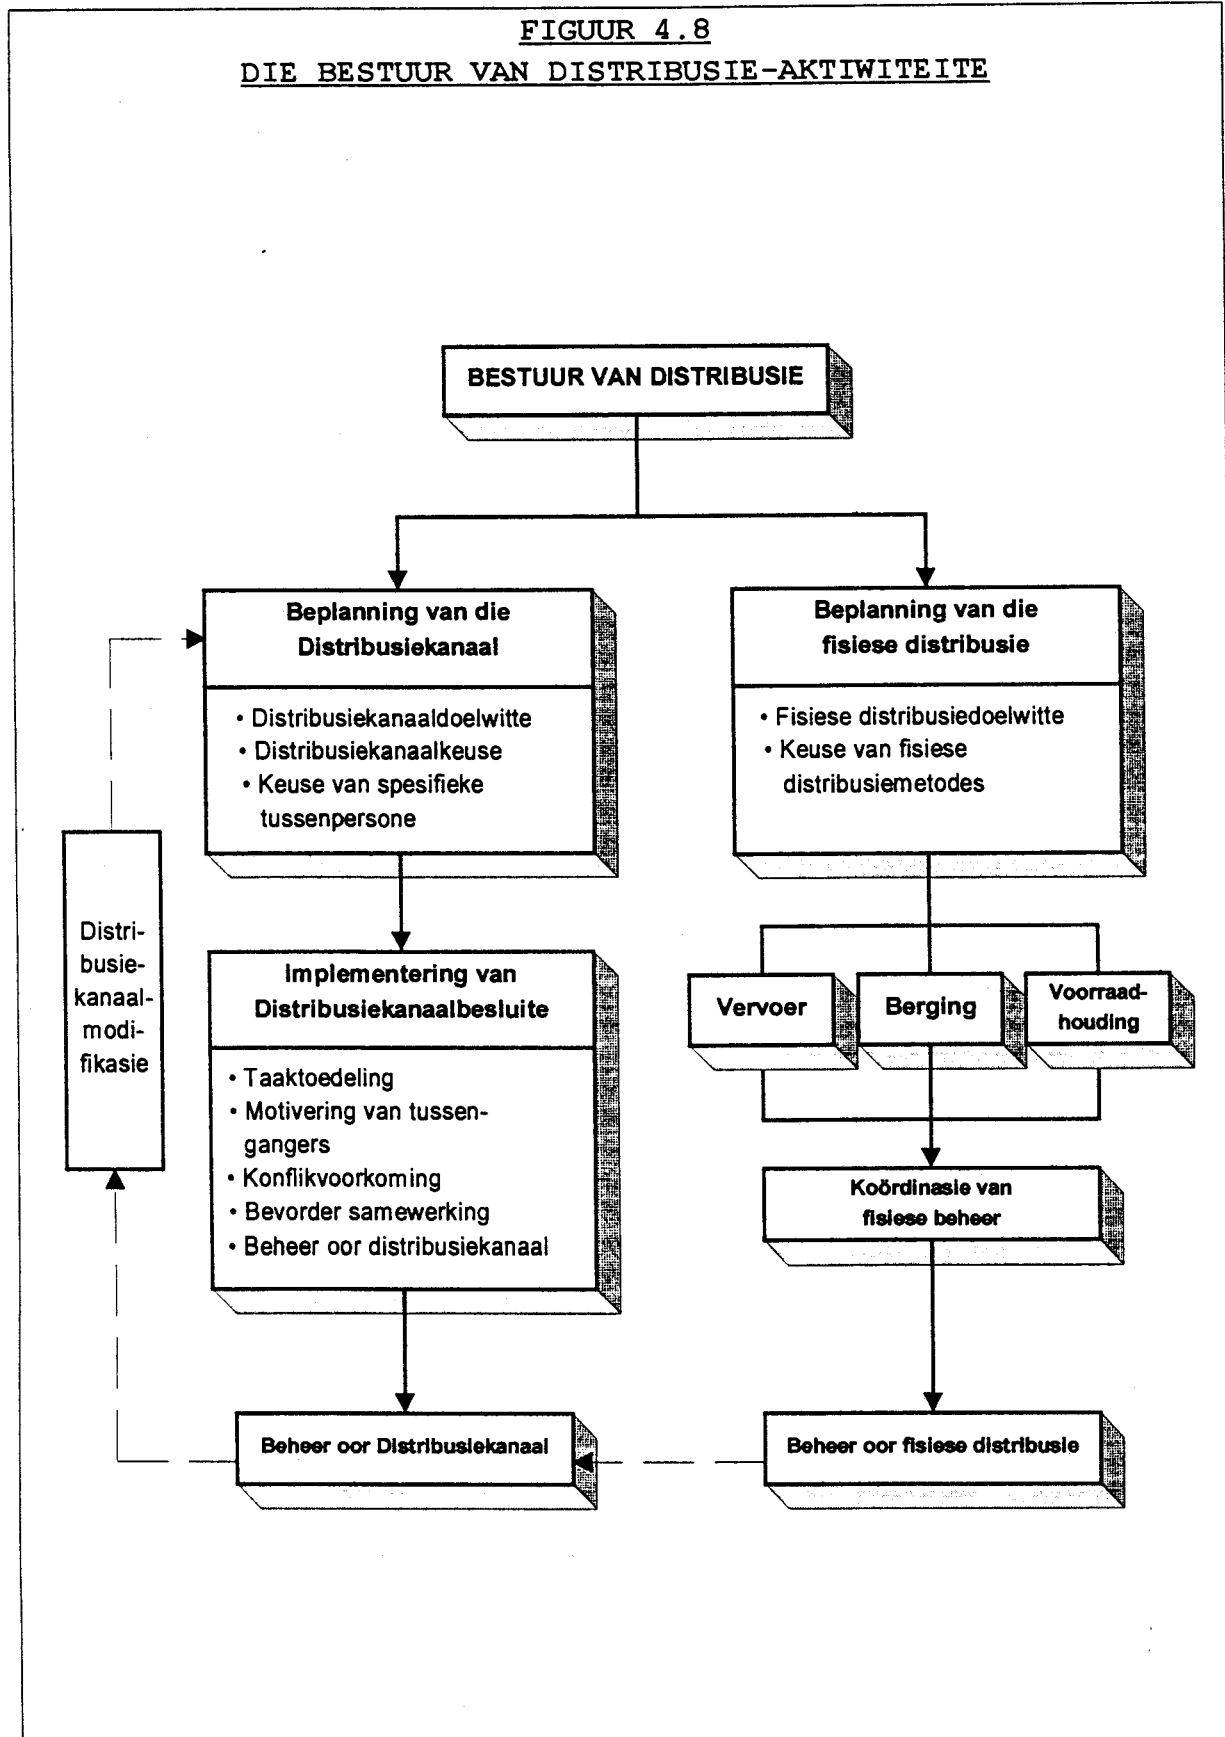 FIGUUR 4.8
DIE BESTUUR VAN DISTRIBUSIE-AKTIWITEITE
BESTUUR VAN DISTRIBUSIE
Beplanning van die
Distribusiekanaal
• Distribusiekanaaldoelwitte
• Distribusiekanaalkeuse
• Keuse van spesifieke
tussenpersone
Beplanning van die
fisiese distribusie
• Fisiese distribusiedoelwitte
• Keuse van fisiese
distribusiemetodes
Distri-
busie-
kanaal-
modi-
fikasie
Implementering van
Distribusiekanaalbesluite
• Taaktoedeling
• Motivering van tussen-
gangers
• Konflikvoorkoming
• Bevorder samewerking
• Beheer oor distribusiekanaal
Vervoer
Berging
Voorraad-
houding
Koördinasie van
fisiese beheer
Beheer oor Distribusiekanaal
Beheer oor fisiese distribusie